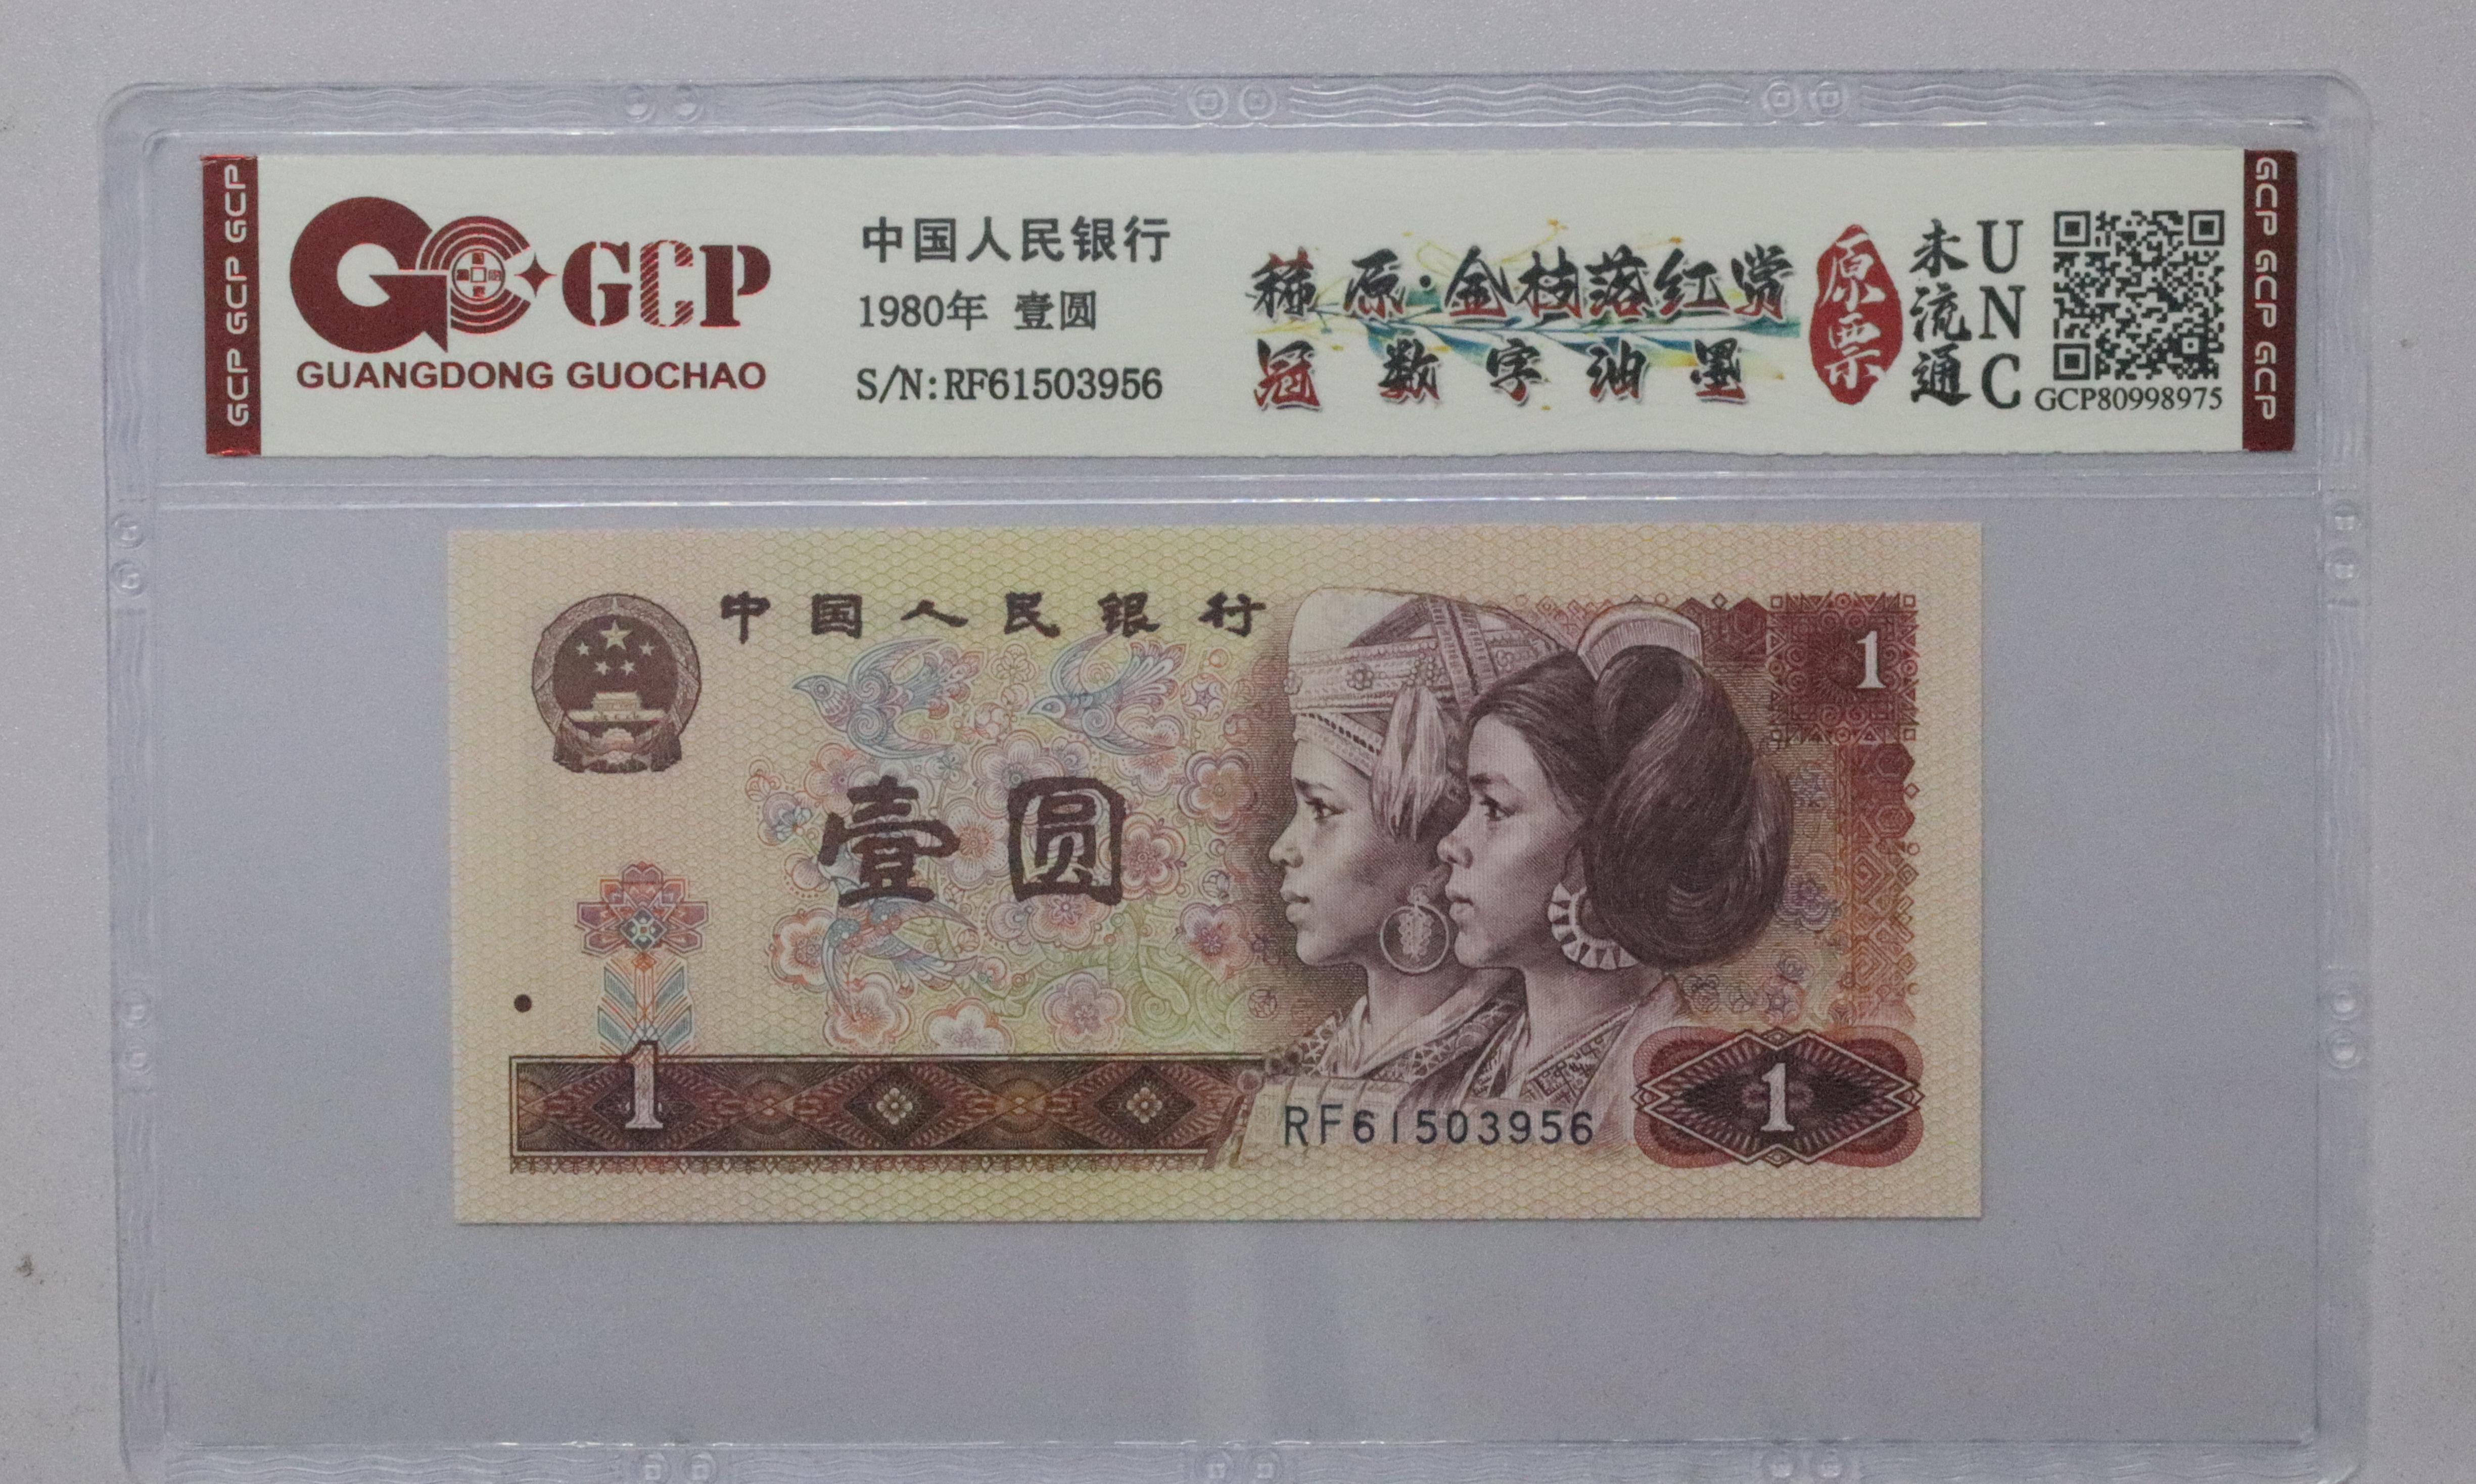 GCP GCP GCP
GCP
GUANGDONG GUOCHAO
中国人民银行
1980年 壹圆
S/N:RF61503956
稀原·金枝落红赏
冠数字油墨
原票
未流通
UNC
GCP80998975
GCP GCP GCP
中国人民银行
1
壹圆
1
1
RF61503956